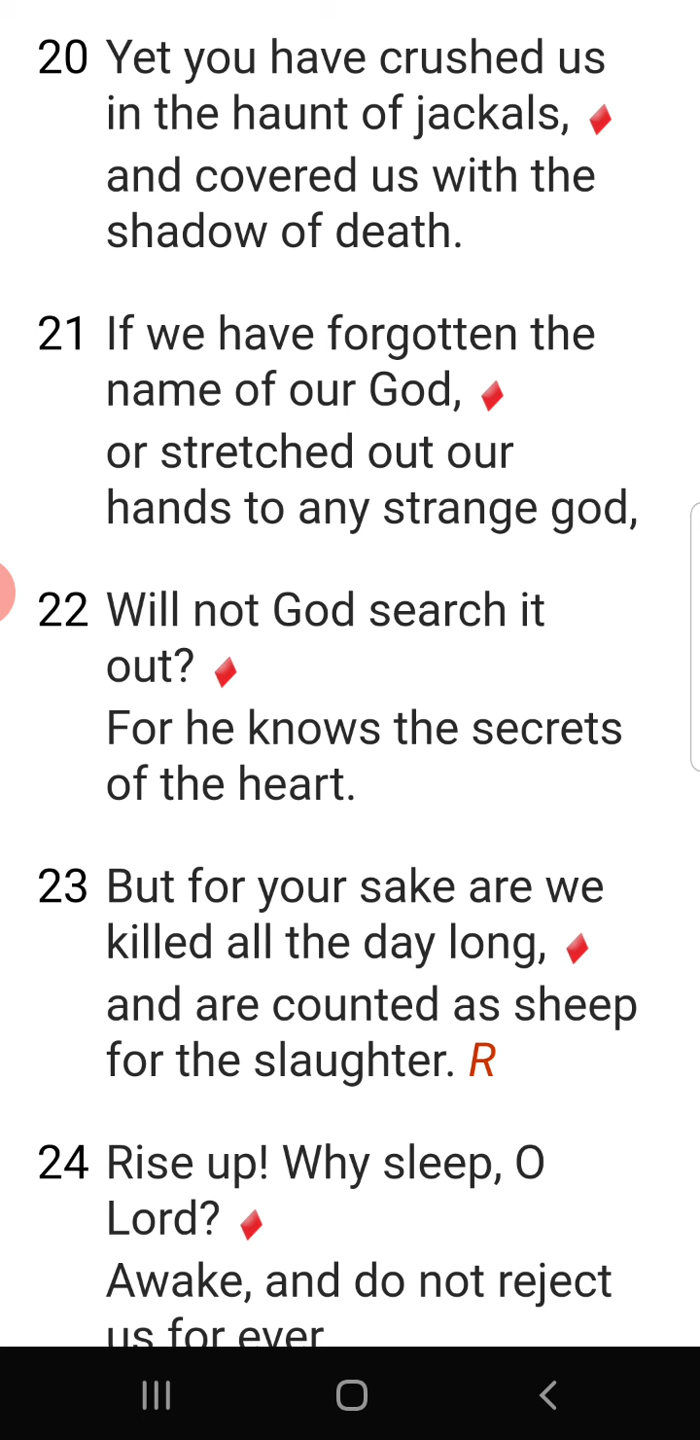 20 Yet you have crushed us
in the haunt of jackals, ♦
and covered us with the
shadow of death.
21 If we have forgotten the
name of our God, ♦
or stretched out our
hands to any strange god,
22 Will not God search it
out? ♦
For he knows the secrets
of the heart.
23 But for your sake are we
killed all the day long, ♦
and are counted as sheep
for the slaughter. R
24 Rise up! Why sleep, O
Lord? ♦
Awake, and do not reject
us for ever